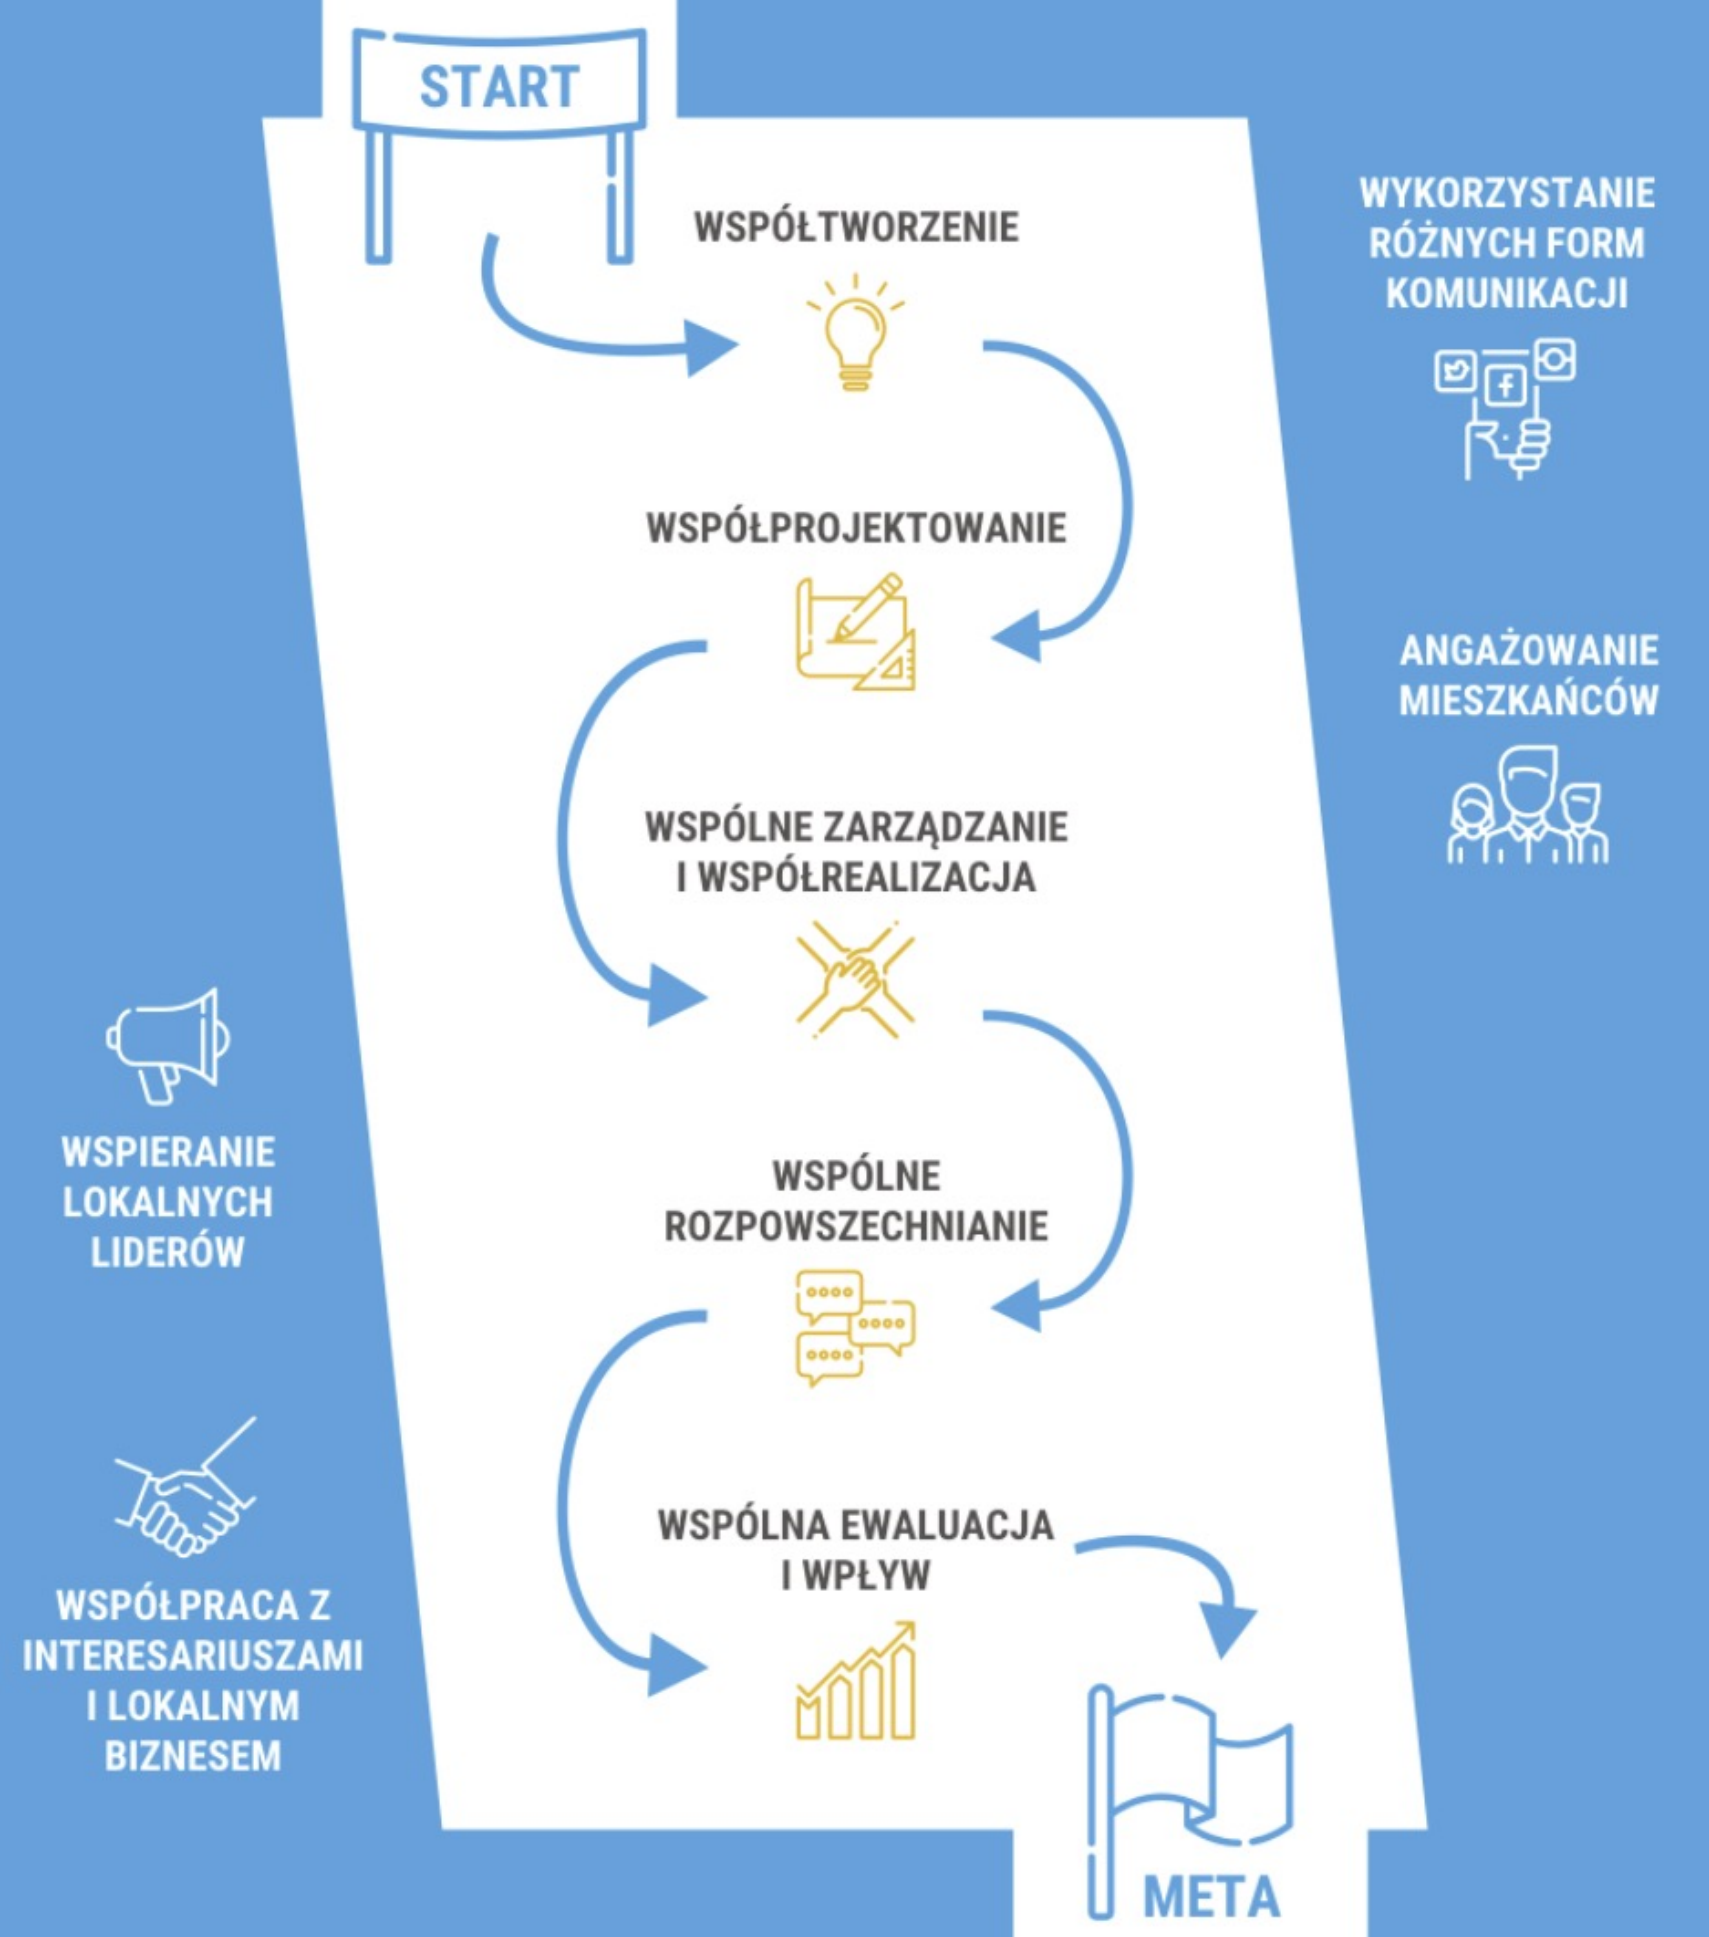 START
WSPÓŁTWORZENIE
WYKORZYSTANIE
RÓŻNYCH FORM
KOMUNIKACJI
f
WSPÓŁPROJEKTOWANIE
ANGAŻOWANIE
MIESZKAŃCÓW
WSPÓLNE ZARZĄDZANIE
I WSPÓŁREALIZACJA
WSPIERANIE
LOKALNYCH
LIDERÓW
WSPÓLNE
ROZPOWSZECHNIANIE
WSPÓLNA EWALUACJA
I WPŁYW
WSPÓŁPRACA Z
INTERESARIUSZAMI
I LOKALNYM
BIZNESEM
META